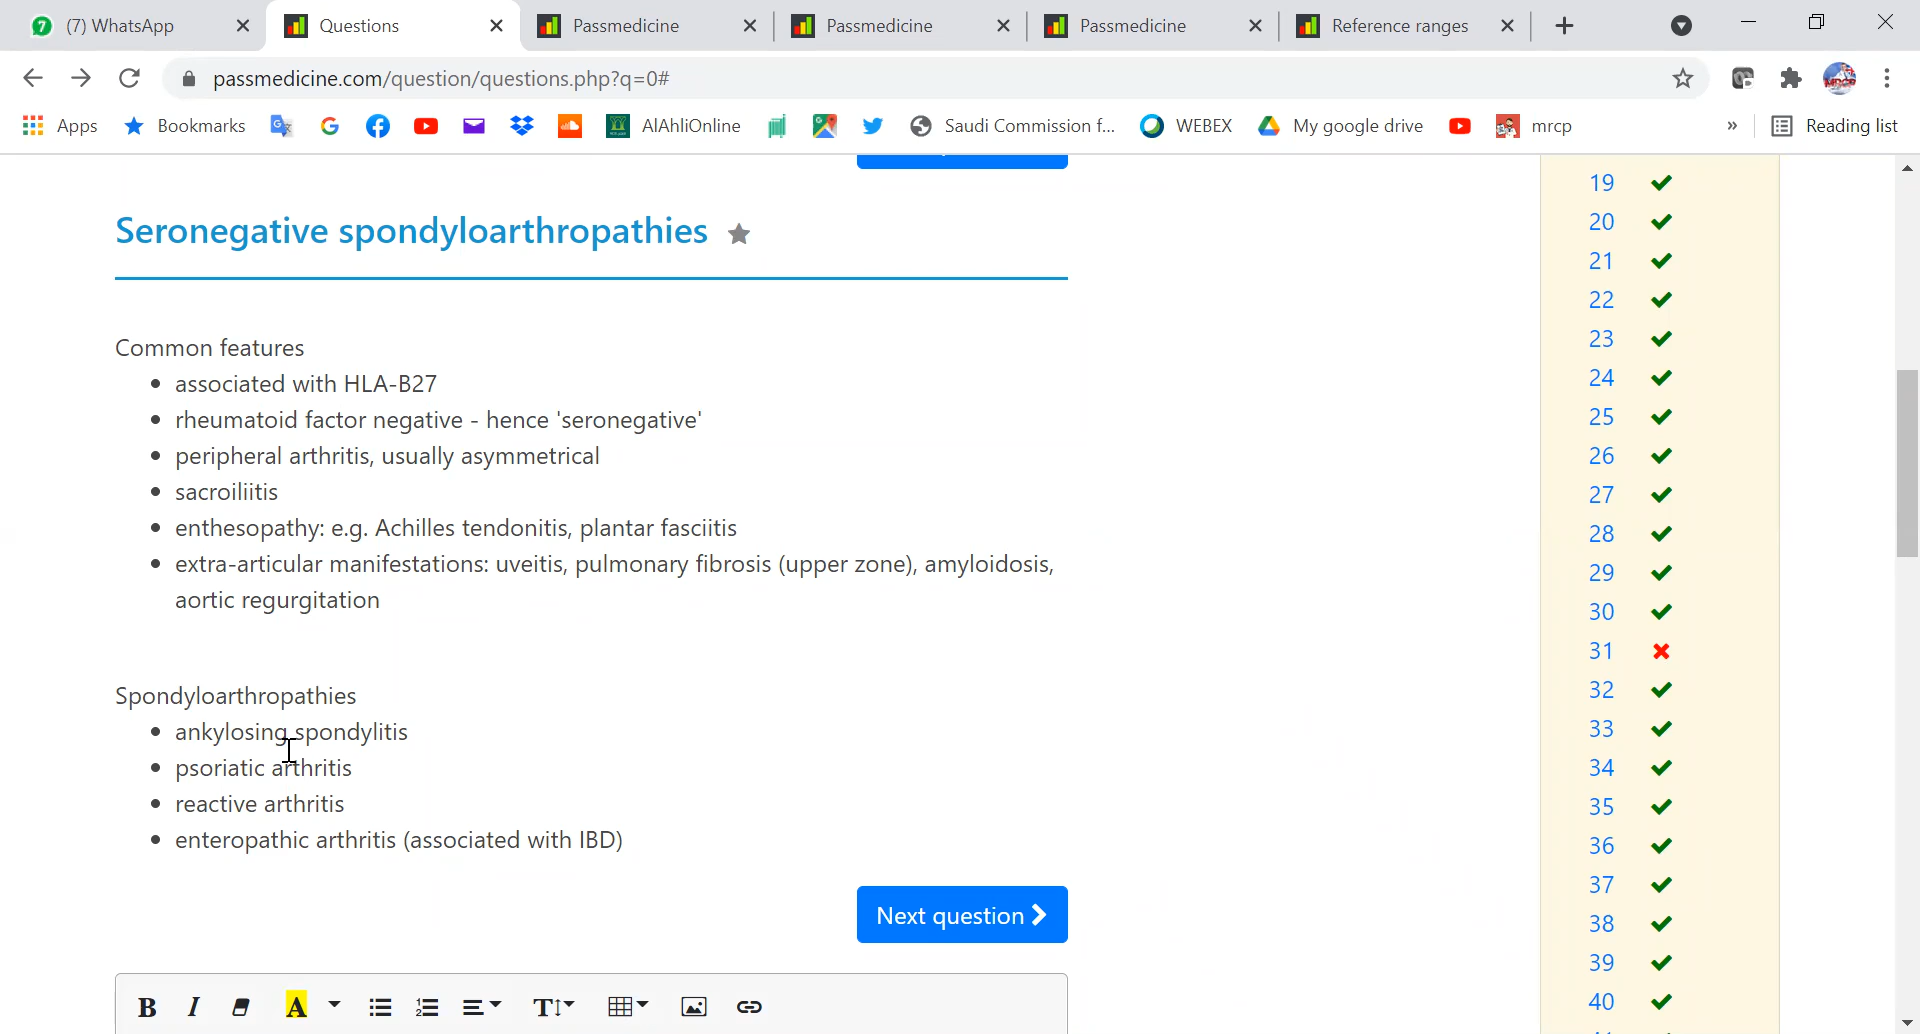 7 (7) WhatsApp Questions Passmedicine Passmedicine Passmedicine Reference ranges
passmedicine.com/question/questions.php?q=0#
Apps Bookmarks AlAhliOnline Saudi Commission f... WEBEX My google drive mrcp » Reading list
Seronegative spondyloarthropathies
Common features
• associated with HLA-B27
• rheumatoid factor negative - hence 'seronegative'
• peripheral arthritis, usually asymmetrical
• sacroiliitis
• enthesopathy: e.g. Achilles tendonitis, plantar fasciitis
• extra-articular manifestations: uveitis, pulmonary fibrosis (upper zone), amyloidosis,
aortic regurgitation
Spondyloarthropathies
• ankylosing spondylitis
• psoriatic arthritis
• reactive arthritis
• enteropathic arthritis (associated with IBD)
Next question
B I A T
19
20
21
22
23
24
25
26
27
28
29
30
31
32
33
34
35
36
37
38
39
40